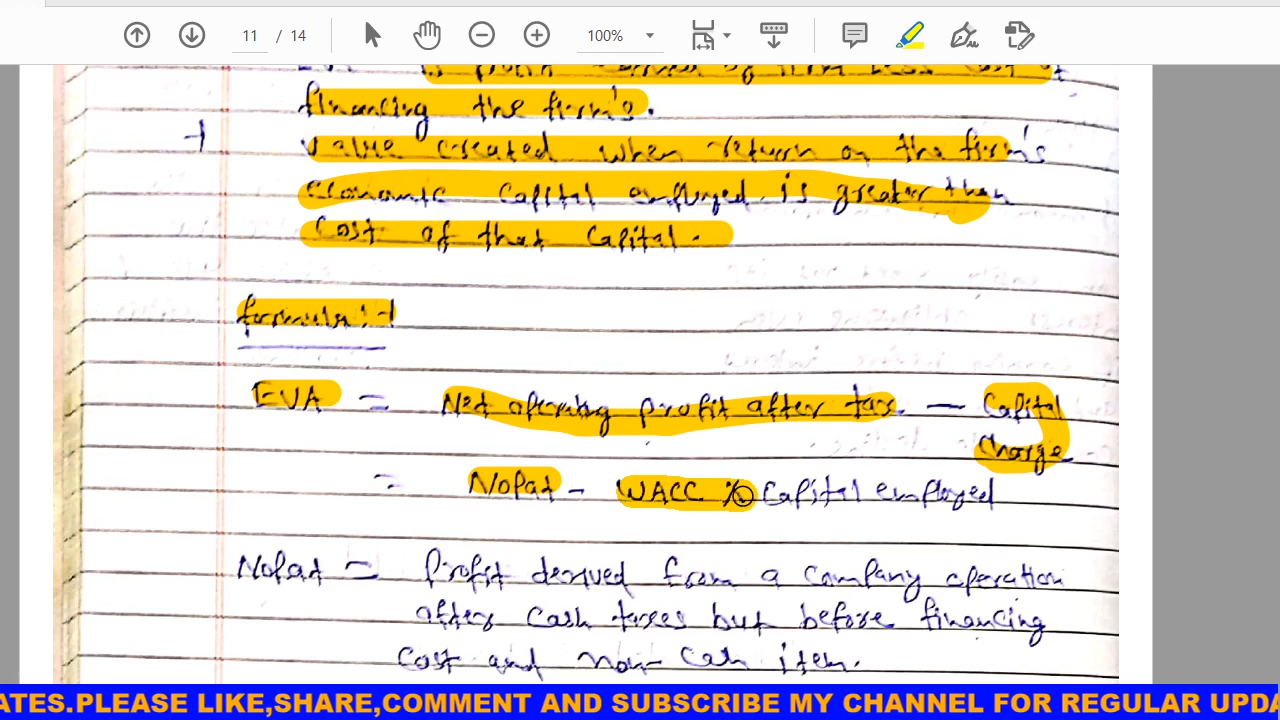 11 / 14
100%
financing the firm's.
value created when return on the firm's
economic capital employed is greater than
cost of that capital.
formula:-
EVA = Net operating profit after tax - Capital
Charge
= Nopat - WACC % Capital employed
Nopat = Profit derived from a company operation
after cash taxes but before financing
cost and non-cash item.
ATES.PLEASE LIKE,SHARE,COMMENT AND SUBSCRIBE MY CHANNEL FOR REGULAR UPDA